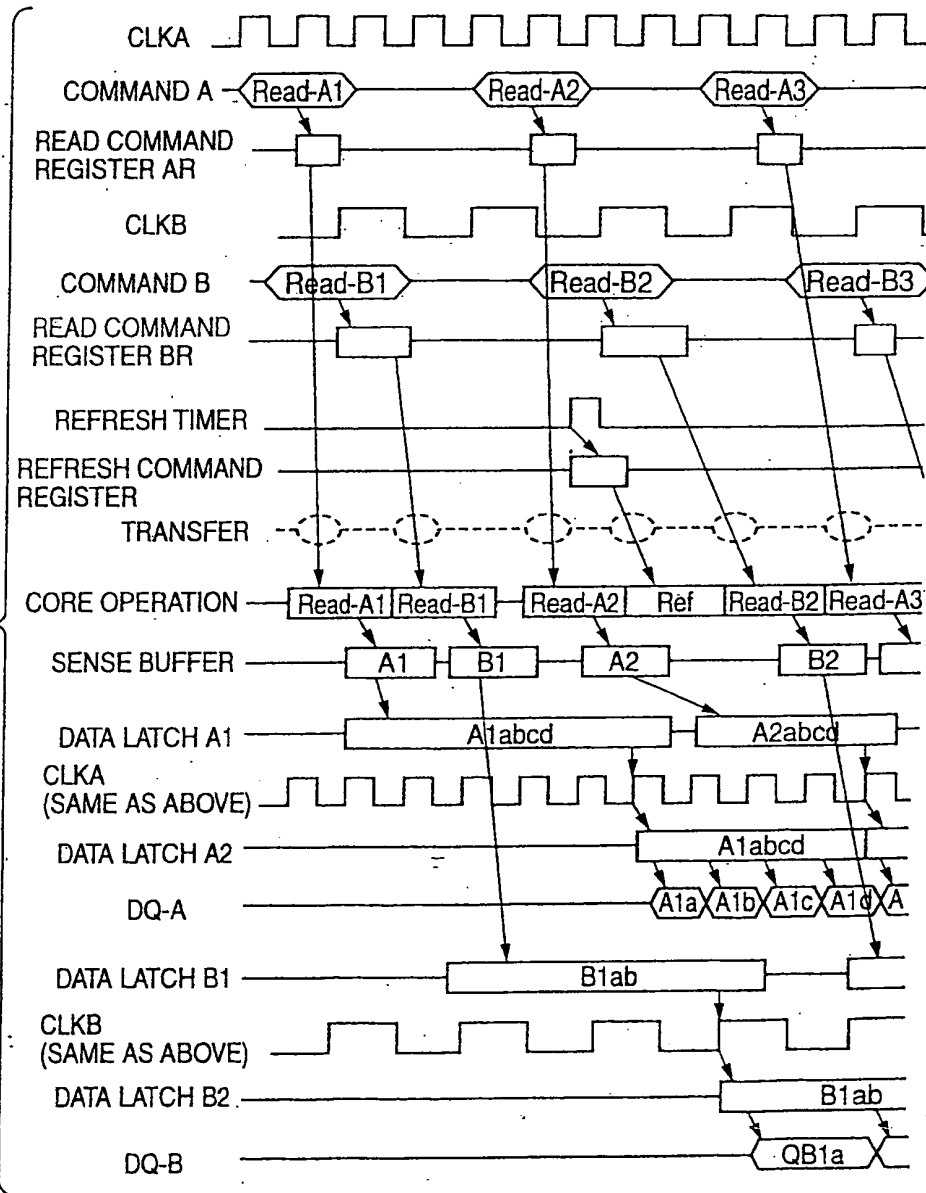 CLKA
COMMAND A Read-A1 Read-A2 Read-A3
READ COMMAND
REGISTER AR
CLKB
COMMAND B Read-B1 Read-B2 Read-B3
READ COMMAND
REGISTER BR
REFRESH TIMER
REFRESH COMMAND
REGISTER
TRANSFER
CORE OPERATION Read-A1 Read-B1 Read-A2 Ref Read-B2 Read-A3
SENSE BUFFER A1 B1 A2 B2
DATA LATCH A1 A1abcd A2abcd
CLKA
(SAME AS ABOVE)
DATA LATCH A2 A1abcd
DQ-A A1a A1b A1c A1d A
DATA LATCH B1 B1ab
CLKB
(SAME AS ABOVE)
DATA LATCH B2 B1ab
DQ-B QB1a